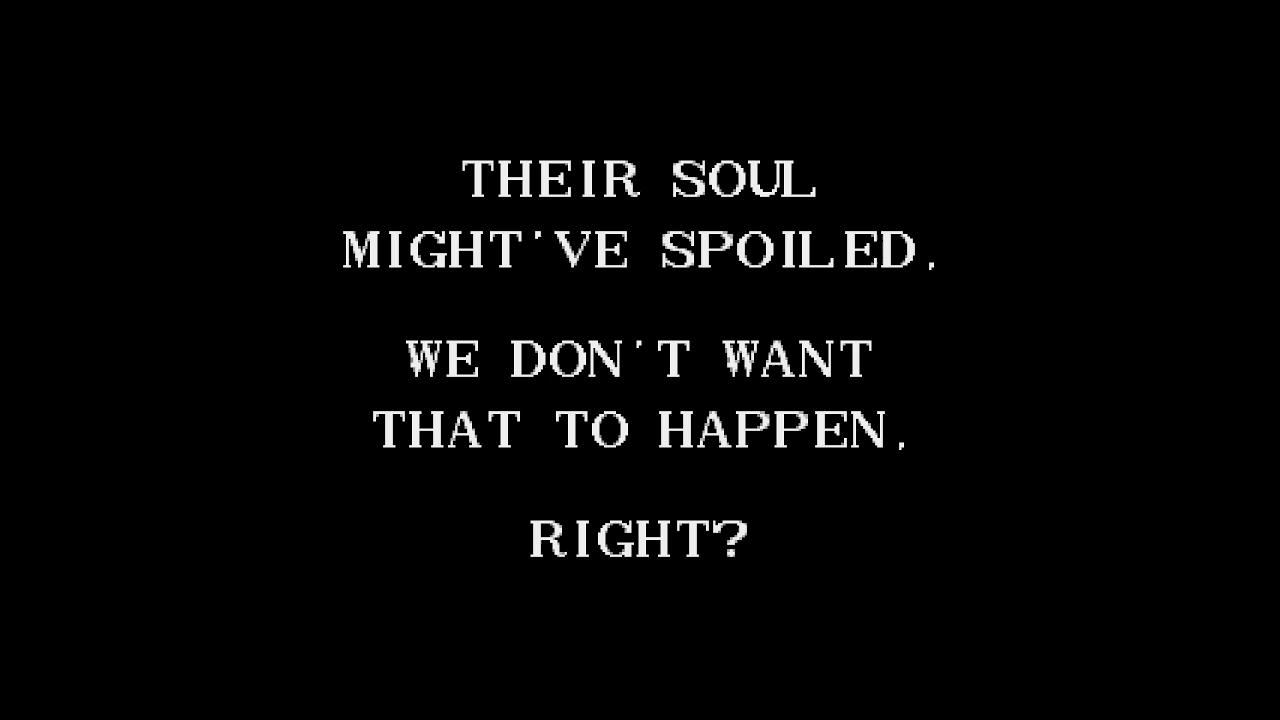 THEIR SOUL
MIGHT'VE SPOILED.
WE DON'T WANT
THAT TO HAPPEN,
RIGHT?